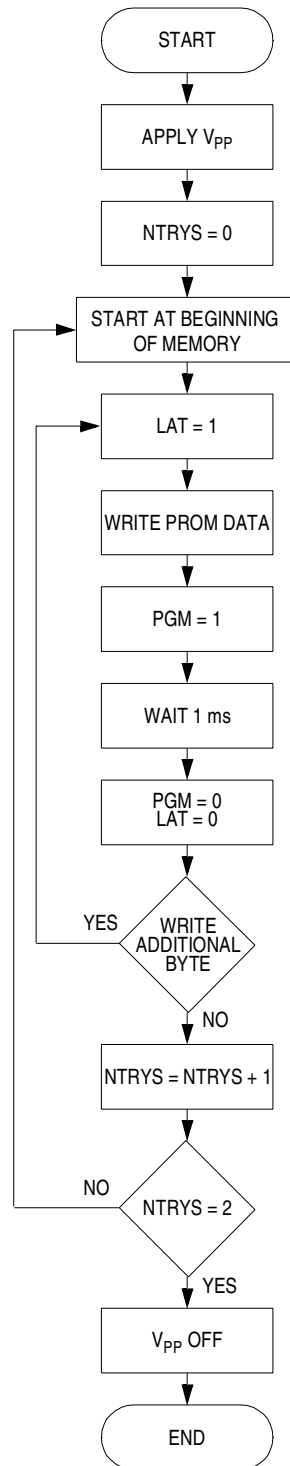 START
APPLY VPP
NTRYS = 0
START AT BEGINNING
OF MEMORY
LAT = 1
WRITE PROM DATA
PGM = 1
WAIT 1 ms
PGM = 0
LAT = 0
YES
WRITE
ADDITIONAL
BYTE
NO
NTRYS = NTRYS + 1
NO
NTRYS = 2
YES
VPP OFF
END